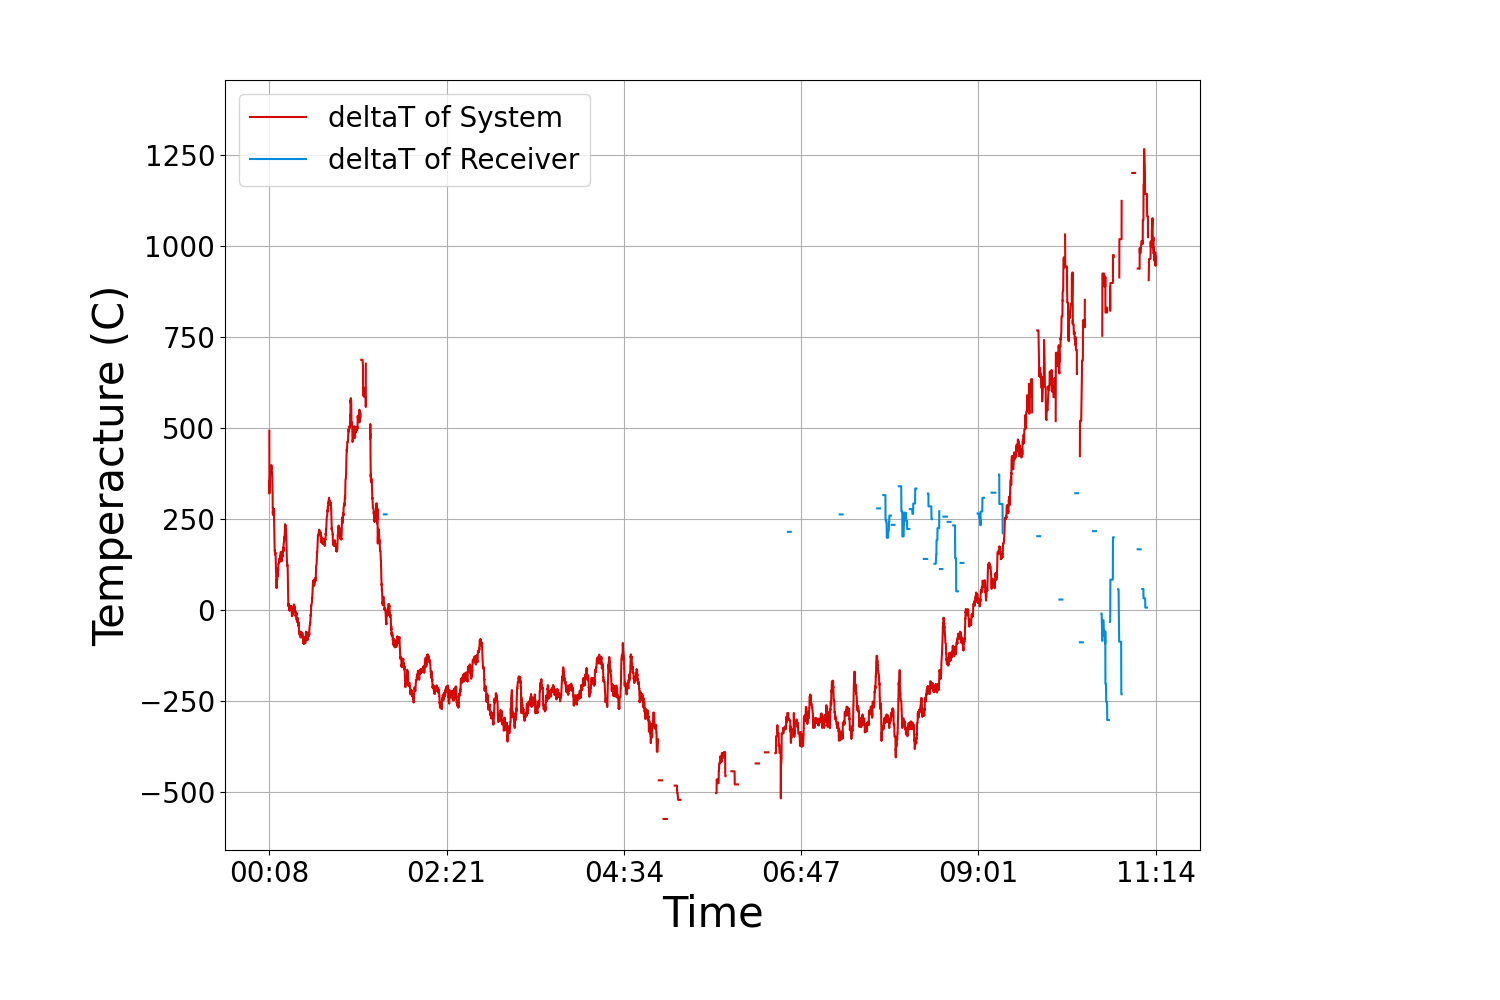 deltaT of System
deltaT of Receiver
1250
1000
750
500
250
0
−250
−500
Temperacture (C)
00:08 02:21 04:34 06:47 09:01 11:14
Time